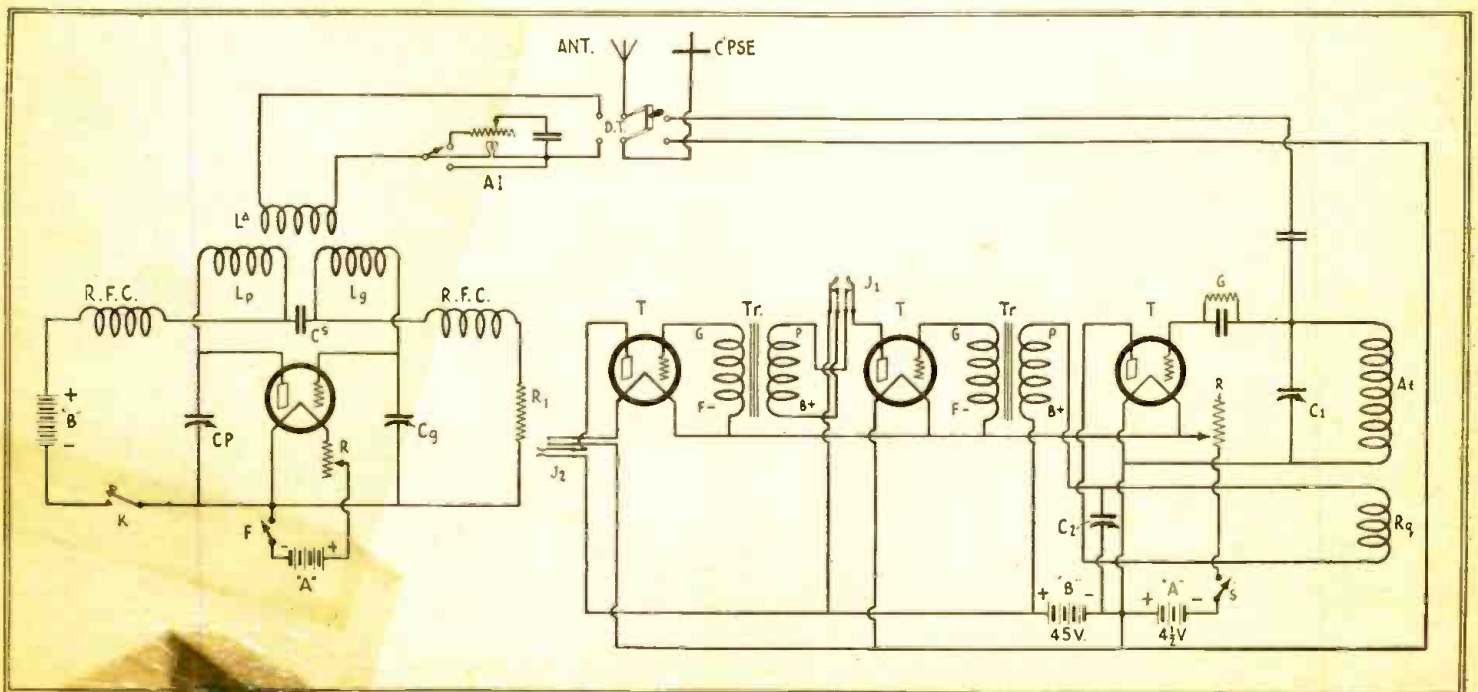 ANT.
C'PSE
D.T.
A1
La
Lp
Lg
R.F.C.
R.F.C.
Cs
+
"B"
-
CP
R
Cg
R1
K
F
-
+
"A"
T
G
F-
Tr.
P
B+
J1
J2
T
G
F-
Tr
P
B+
T
G
R
C1
At
C2
Rq
S
+
"B"
-
45V.
+
"A"
-
4½V